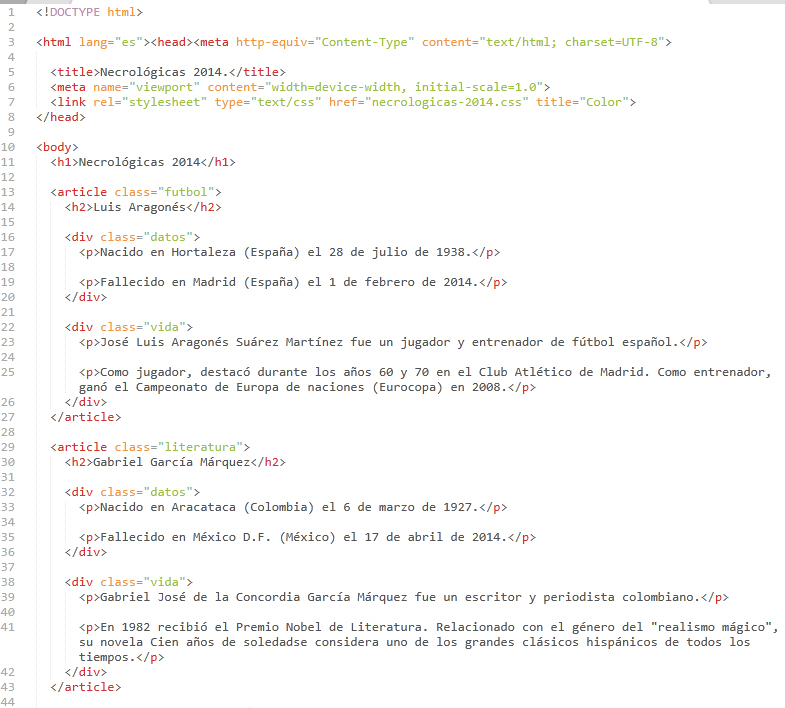 1 <!DOCTYPE html>
2
3 <html lang="es"><head><meta http-equiv="Content-Type" content="text/html; charset=UTF-8">
4
5 <title>Necrológicas 2014.</title>
6 <meta name="viewport" content="width=device-width, initial-scale=1.0">
7 <link rel="stylesheet" type="text/css" href="necrologicas-2014.css" title="Color">
8 </head>
9
10 <body>
11 <h1>Necrológicas 2014</h1>
12
13 <article class="futbol">
14 <h2>Luis Aragonés</h2>
15
16 <div class="datos">
17 <p>Nacido en Hortaleza (España) el 28 de julio de 1938.</p>
18
19 <p>Fallecido en Madrid (España) el 1 de febrero de 2014.</p>
20 </div>
21
22 <div class="vida">
23 <p>José Luis Aragonés Suárez Martínez fue un jugador y entrenador de fútbol español.</p>
24
25 <p>Como jugador, destacó durante los años 60 y 70 en el Club Atlético de Madrid. Como entrenador,
ganó el Campeonato de Europa de naciones (Eurocopa) en 2008.</p>
26 </div>
27 </article>
28
29 <article class="literatura">
30 <h2>Gabriel García Márquez</h2>
31
32 <div class="datos">
33 <p>Nacido en Aracataca (Colombia) el 6 de marzo de 1927.</p>
34
35 <p>Fallecido en México D.F. (México) el 17 de abril de 2014.</p>
36 </div>
37
38 <div class="vida">
39 <p>Gabriel José de la Concordia García Márquez fue un escritor y periodista colombiano.</p>
40
41 <p>En 1982 recibió el Premio Nobel de Literatura. Relacionado con el género del "realismo mágico",
su novela Cien años de soledadse considera uno de los grandes clásicos hispánicos de todos los
tiempos.</p>
42 </div>
43 </article>
44